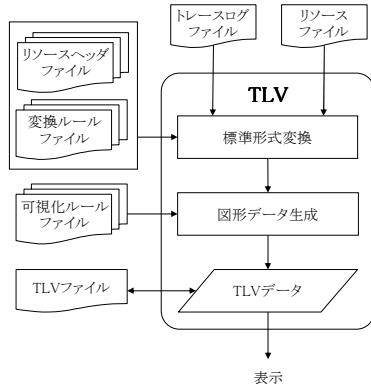 トレースログ
ファイル
リソース
ファイル
リソースヘッダ
ファイル
変換ルール
ファイル
TLV
標準形式変換
可視化ルール
ファイル
図形データ生成
TLVファイル
TLVデータ
表示